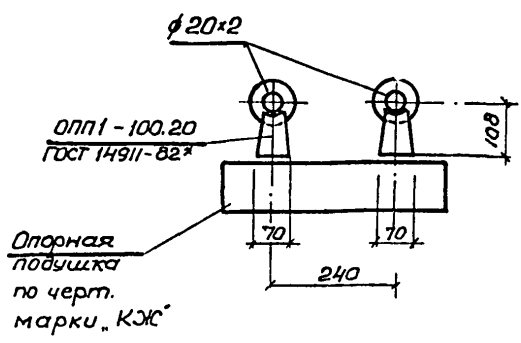 ϕ20×2
ОПП1-100.20
ГОСТ 14911-82*
108
70
70
240
Опорная
подушка
по черт.
марки „КЖ"